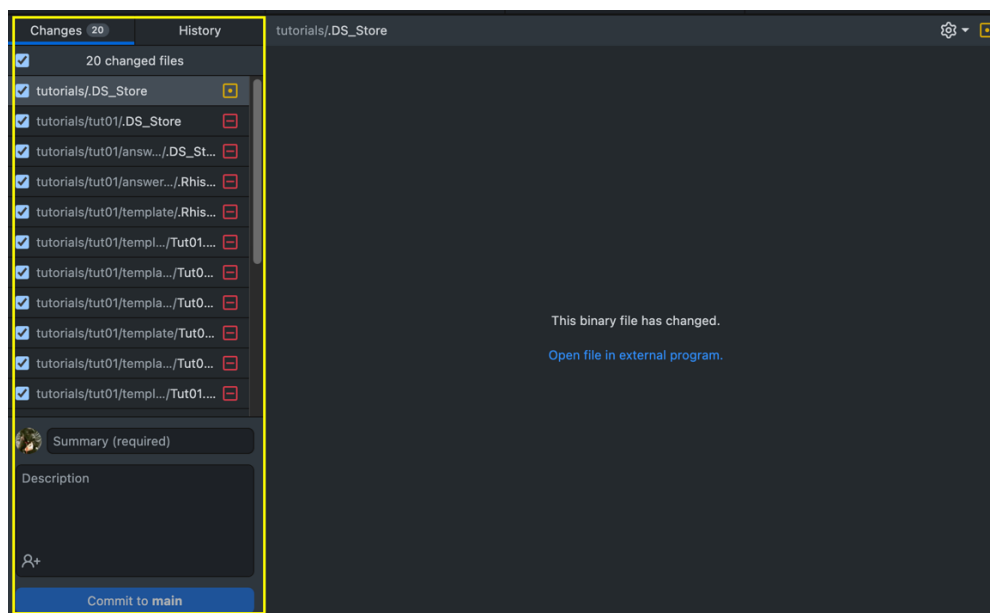 Changes 20
History
tutorials/.DS_Store
20 changed files
tutorials/.DS_Store
tutorials/tut01/.DS_Store
tutorials/tut01/answ.../.DS_St...
tutorials/tut01/answer.../.Rhis...
tutorials/tut01/template/.Rhis...
tutorials/tut01/templ.../Tut01....
tutorials/tut01/templa.../Tut0...
tutorials/tut01/templa.../Tut0...
tutorials/tut01/template/Tut0...
tutorials/tut01/templa.../Tut0...
tutorials/tut01/templ.../Tut01....
Summary (required)
Description
Commit to main
This binary file has changed.
Open file in external program.